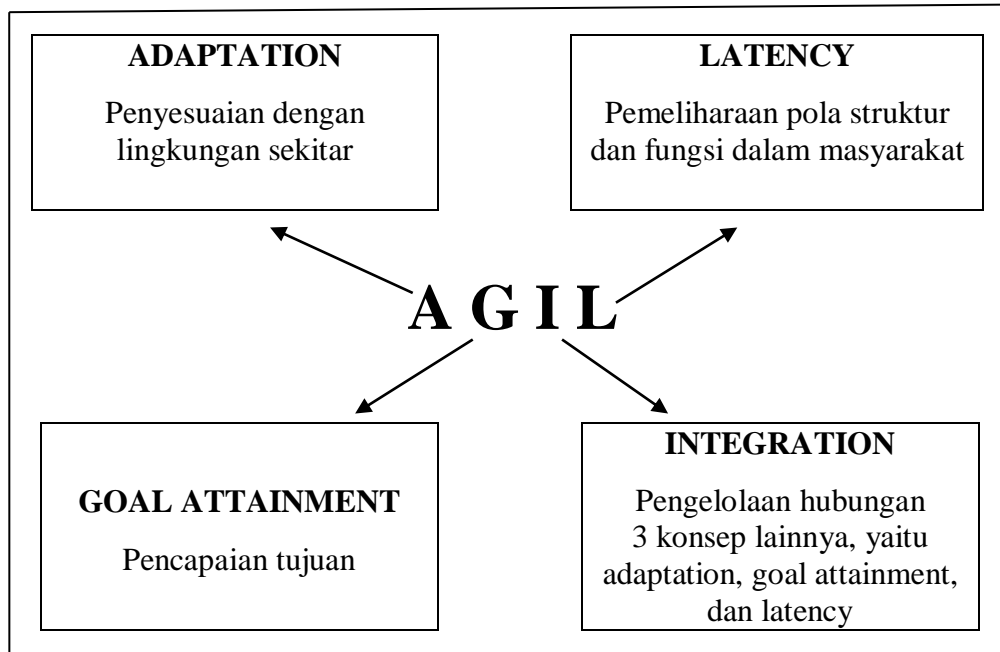 ADAPTATION
Penyesuaian dengan
lingkungan sekitar
LATENCY
Pemeliharaan pola struktur
dan fungsi dalam masyarakat
A G I L
GOAL ATTAINMENT
Pencapaian tujuan
INTEGRATION
Pengelolaan hubungan
3 konsep lainnya, yaitu
adaptation, goal attainment,
dan latency